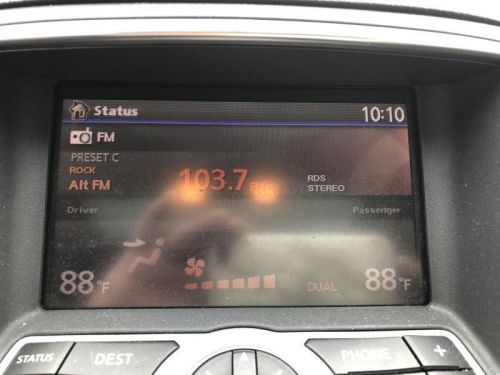 Status 10:10
FM
PRESET C
ROCK
Alt FM 103.7 RDS
STEREO
Driver Passenger
88°F DUAL 88°F
STATUS DEST PHONE +